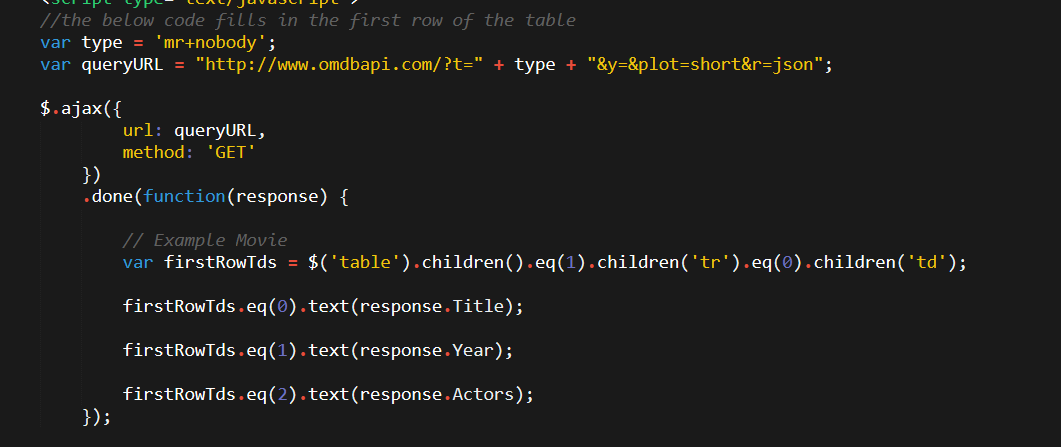 <script type="text/javascript">
//the below code fills in the first row of the table
var type = 'mr+nobody';
var queryURL = "http://www.omdbapi.com/?t=" + type + "&y=&plot=short&r=json";
$.ajax({
url: queryURL,
method: 'GET'
})
.done(function(response) {
// Example Movie
var firstRowTds = $('table').children().eq(1).children('tr').eq(0).children('td');
firstRowTds.eq(0).text(response.Title);
firstRowTds.eq(1).text(response.Year);
firstRowTds.eq(2).text(response.Actors);
});